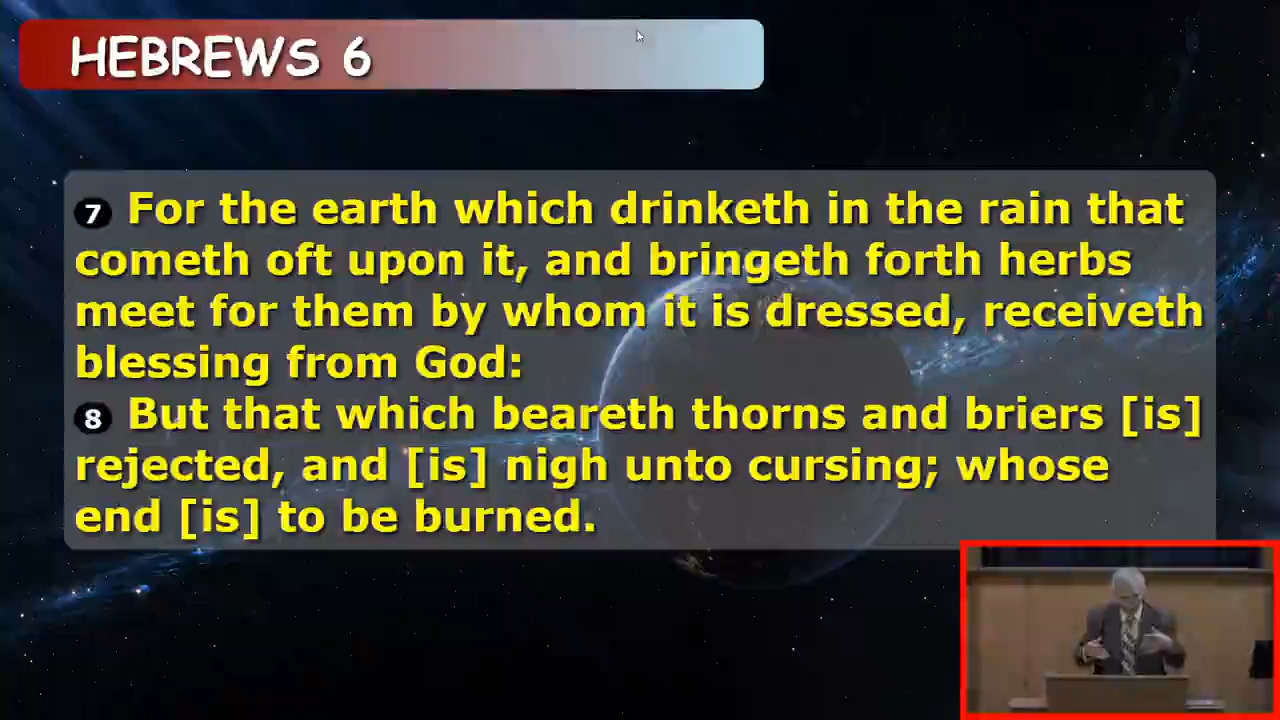 HEBREWS 6
7 For the earth which drinketh in the rain that
cometh oft upon it, and bringeth forth herbs
meet for them by whom it is dressed, receiveth
blessing from God:
8 But that which beareth thorns and briers [is]
rejected, and [is] nigh unto cursing; whose
end [is] to be burned.